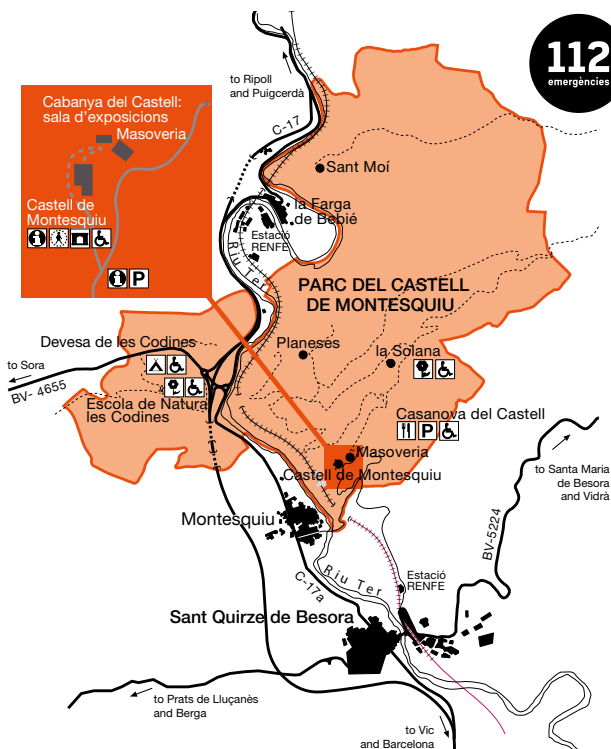 112
emergències
to Ripoll
and Puigcerdà
C-17
Cabanya del Castell:
sala d'exposicions
Masoveria
Castell de
Montesquiu
P
Sant Moí
la Farga
de Bebié
Estació
RENFE
Riu Ter
PARC DEL CASTELL
DE MONTESQUIU
Devesa de les Codines
Planeses
la Solana
to Sora
BV- 4655
Escola de Natura
les Codines
Casanova del Castell
P
Masoveria
Castell de Montesquiu
to Santa Maria
de Besora
and Vidrà
BV-5224
Montesquiu
C-17a
Riu Ter
Estació
RENFE
Sant Quirze de Besora
to Prats de Lluçanès
and Berga
to Vic
and Barcelona